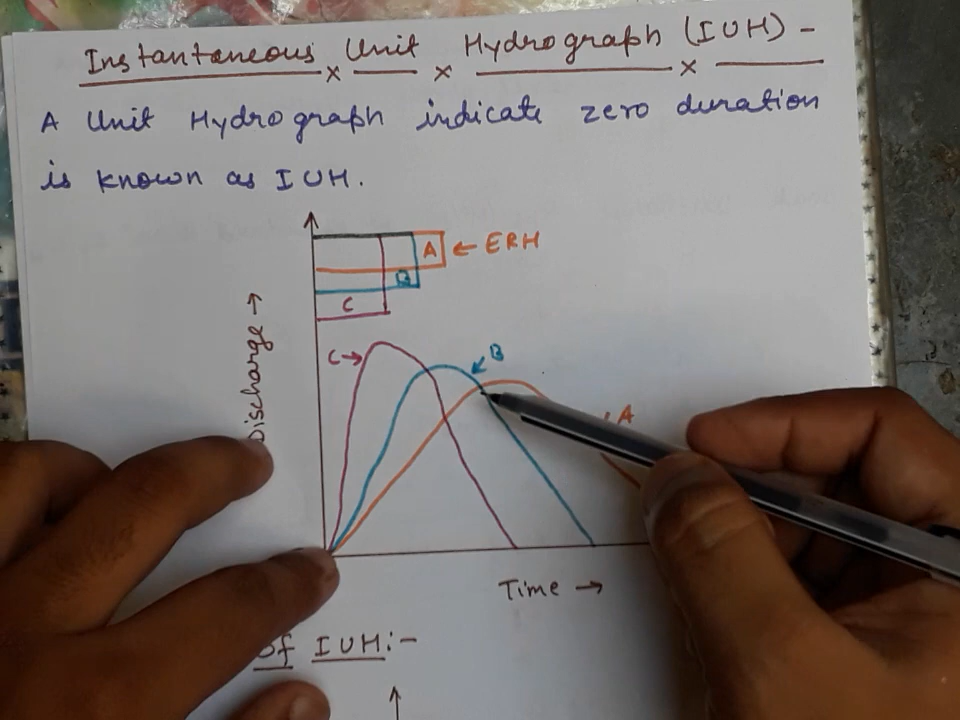 Instantaneous x Unit x Hydrograph (IUH) -
A Unit Hydrograph indicate zero duration
is known as IUH.
A ← ERH
B
C
Discharge →
C→
B
A
Time →
Of IUH:-